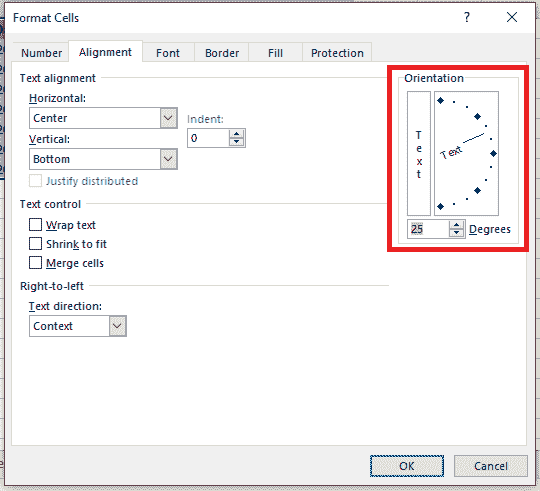 Format Cells ?
Number Alignment Font Border Fill Protection
Text alignment
Horizontal:
Center
Indent:
0
Vertical:
Bottom
Justify distributed
Text control
Wrap text
Shrink to fit
Merge cells
Right-to-left
Text direction:
Context
Orientation
Text
Text
25 Degrees
OK Cancel